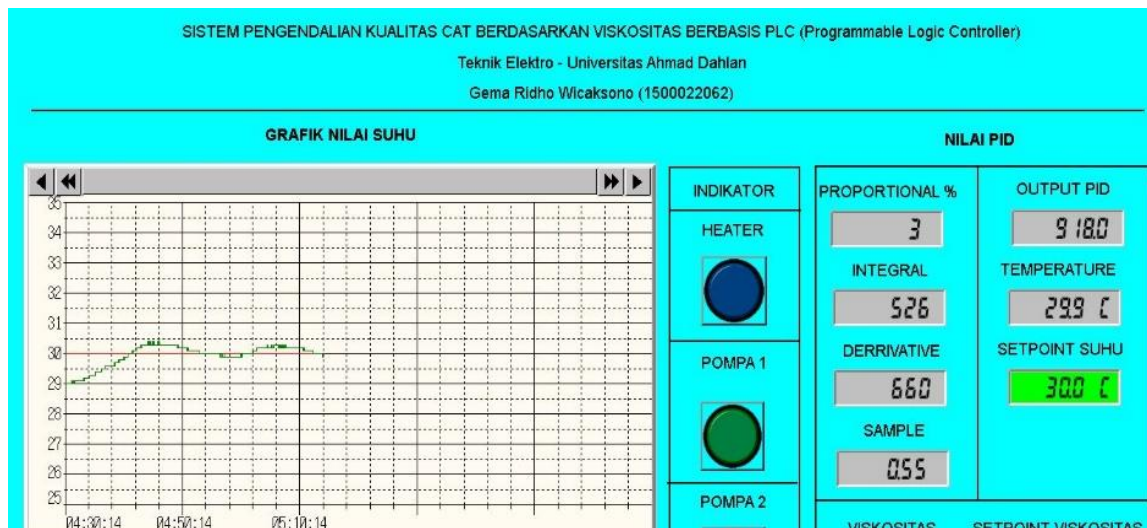 SISTEM PENGENDALIAN KUALITAS CAT BERDASARKAN VISKOSITAS BERBASIS PLC (Programmable Logic Controller)
Teknik Elektro - Universitas Ahmad Dahlan
Gema Ridho Wicaksono (1500022062)
GRAFIK NILAI SUHU
35
34
33
32
31
30
29
28
27
26
25
04:30:14 04:50:14 05:10:14
INDIKATOR
HEATER
POMPA 1
POMPA 2
NILAI PID
PROPORTIONAL %
3
INTEGRAL
526
DERRIVATIVE
660
SAMPLE
0.55
OUTPUT PID
918.0
TEMPERATURE
29.9 C
SETPOINT SUHU
30.0 C
VISKOSITAS SETPOINT VISKOSITAS